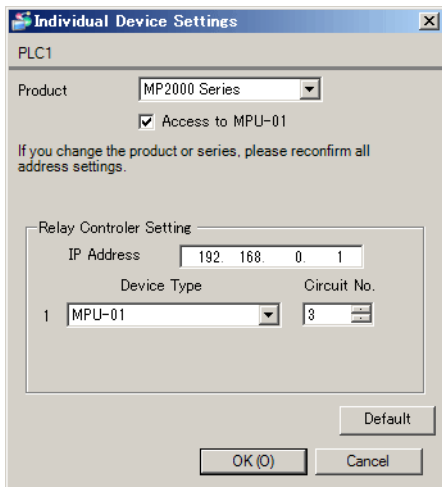 Individual Device Settings
PLC1
Product MP2000 Series
Access to MPU-01
If you change the product or series, please reconfirm all
address settings.
Relay Controler Setting
IP Address 192. 168. 0. 1
Device Type Circuit No.
1 MPU-01 3
Default
OK(O) Cancel